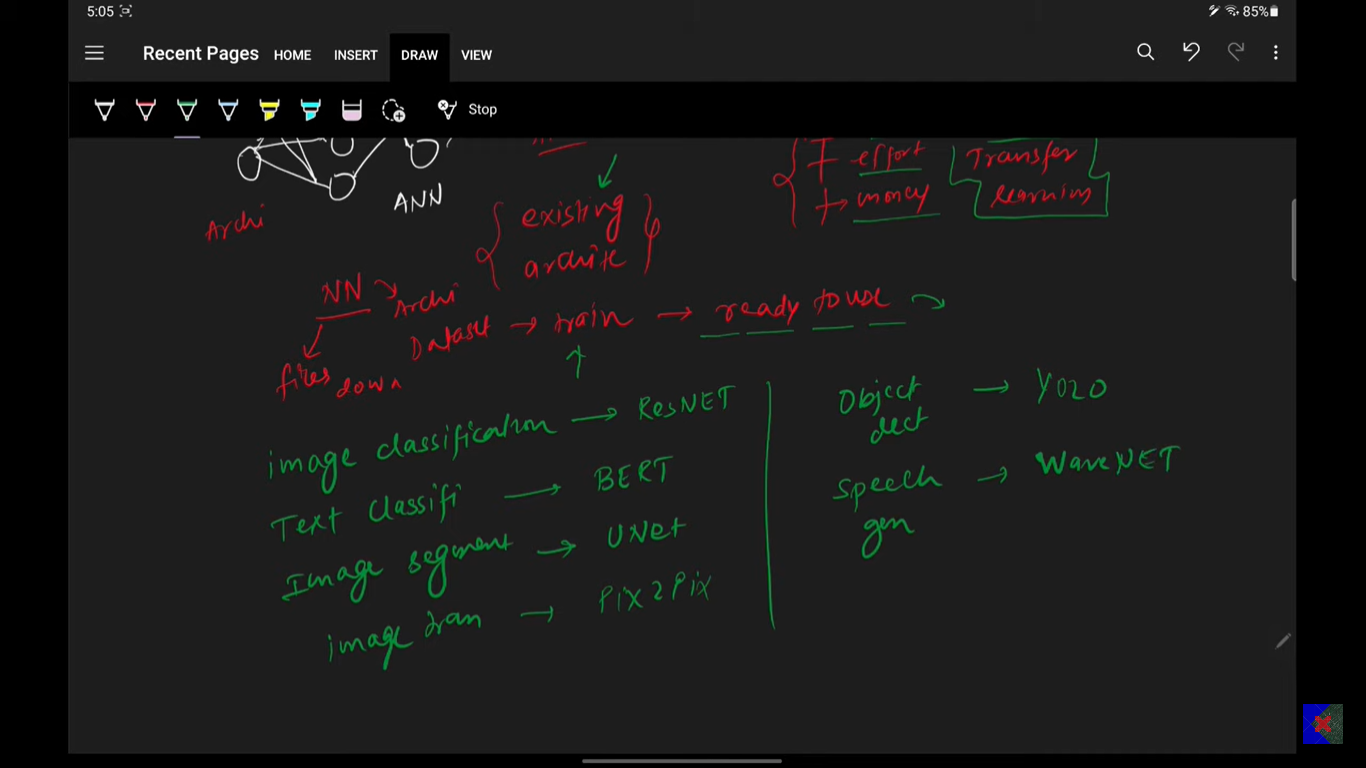 5:05
85%
Recent Pages HOME INSERT DRAW VIEW
Stop
ANN
Archi
existing
archite
effort
money
Transfer
learning
NN → Archi
fires down
Dataset → train → ready to use →
image classification → ResNET
Text classifi → BERT
Image segment → UNet
image tran → Pix2Pix
Object dect → YOLO
Speech gen → WaveNET